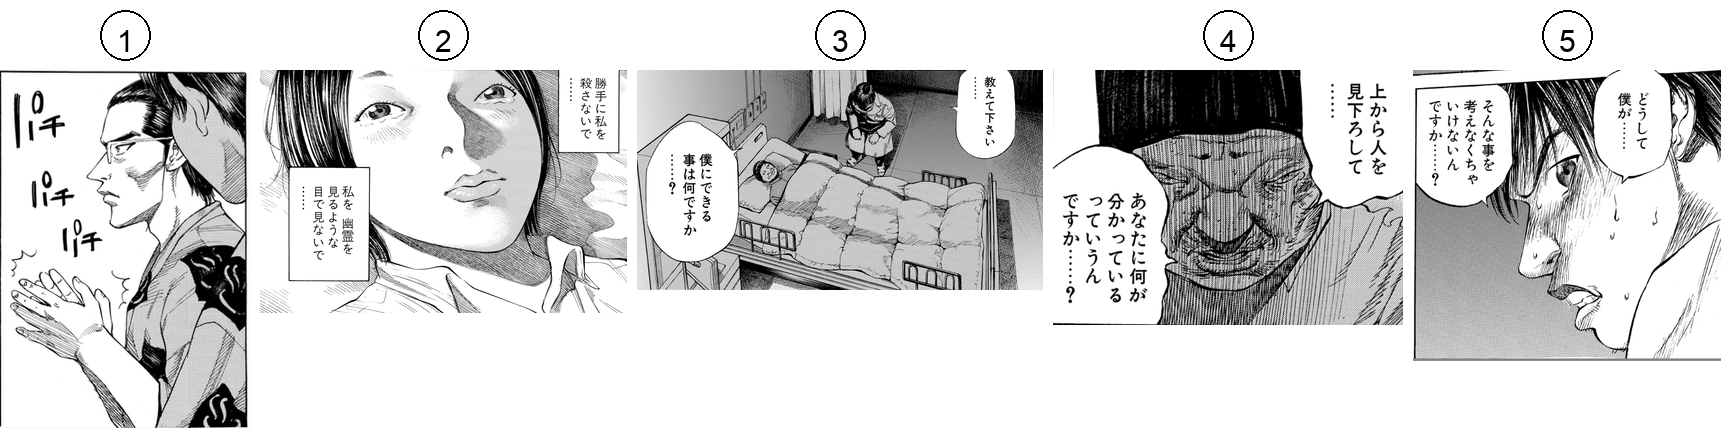 1
パチ
パチ
パチ
2
勝手に私を
殺さないで
……
私を 幽霊を
見るような
目で見ないで
……
3
教えて下さい
……
僕にできる
事は何ですか
……?
4
上から人を
見下ろして
……
あなたに何が
分かっている
っていうん
ですか……?
5
どうして
僕が……
そんな事を
考えなくちゃ
いけないん
ですか……?